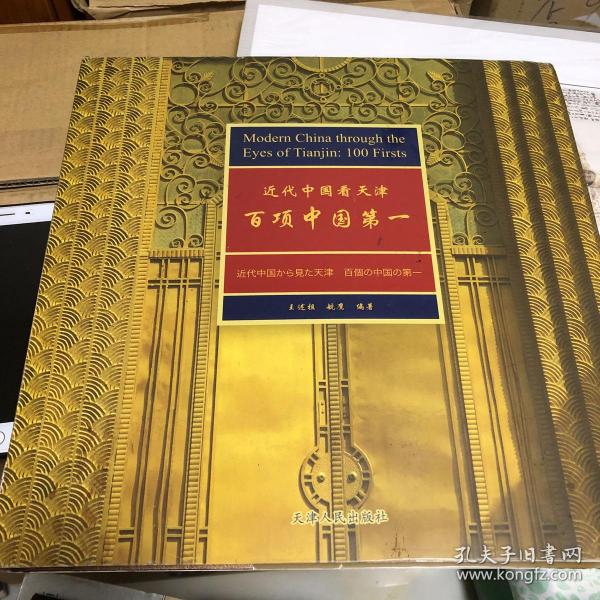 Modern China through the
Eyes of Tianjin: 100 Firsts
近代中国看天津
百项中国第一
近代中国から見た天津 百個の中国の第一
王述祖 航鹰 编著
天津人民出版社
孔夫子旧書网
www.kongfz.com